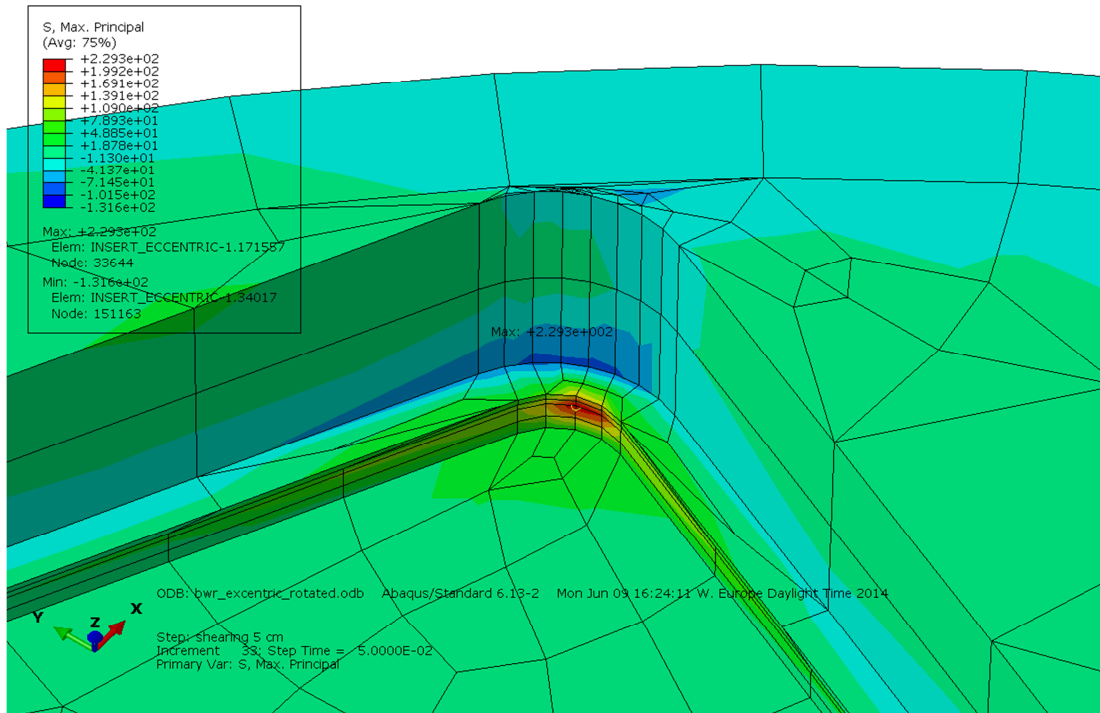 S, Max. Principal
(Avg: 75%)
+2.293e+02
+1.992e+02
+1.691e+02
+1.391e+02
+1.090e+02
+7.893e+01
+4.885e+01
+1.878e+01
-1.130e+01
-4.137e+01
-7.145e+01
-1.015e+02
-1.316e+02
Max: +2.293e+02
Elem: INSERT_ECCENTRIC-1.171557
Node: 33644
Min: -1.316e+02
Elem: INSERT_ECCENTRIC-1.34017
Node: 151163
Max: +2.293e+002
ODB: bwr_excentric_rotated.odb Abaqus/Standard 6.13-2 Mon Jun 09 16:24:11 W. Europe Daylight Time 2014
Y
Z
X
Step: shearing 5 cm
Increment 33: Step Time = 5.0000E-02
Primary Var: S, Max. Principal